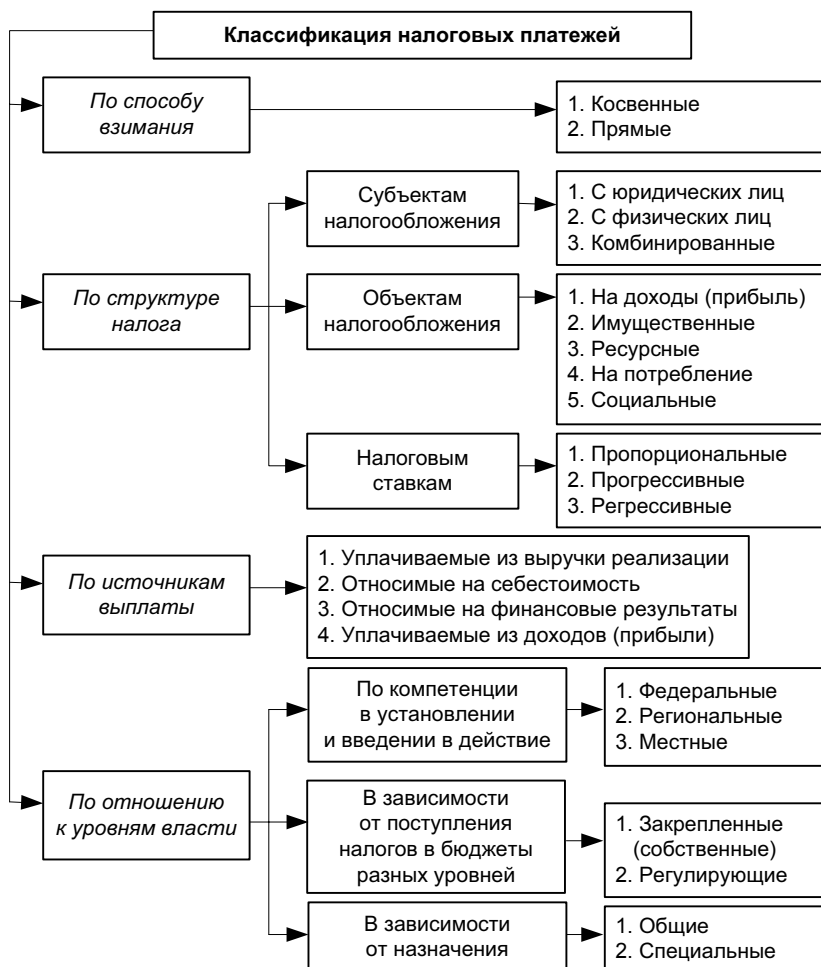 Классификация налоговых платежей
По способу
взимания
1. Косвенные
2. Прямые
По структуре
налога
Субъектам
налогообложения
1. С юридических лиц
2. С физических лиц
3. Комбинированные
Объектам
налогообложения
1. На доходы (прибыль)
2. Имущественные
3. Ресурсные
4. На потребление
5. Социальные
Налоговым
ставкам
1. Пропорциональные
2. Прогрессивные
3. Регрессивные
По источникам
выплаты
1. Уплачиваемые из выручки реализации
2. Относимые на себестоимость
3. Относимые на финансовые результаты
4. Уплачиваемые из доходов (прибыли)
По отношению
к уровням власти
По компетенции
в установлении
и введении в действие
1. Федеральные
2. Региональные
3. Местные
В зависимости
от поступления
налогов в бюджеты
разных уровней
1. Закрепленные
(собственные)
2. Регулирующие
В зависимости
от назначения
1. Общие
2. Специальные